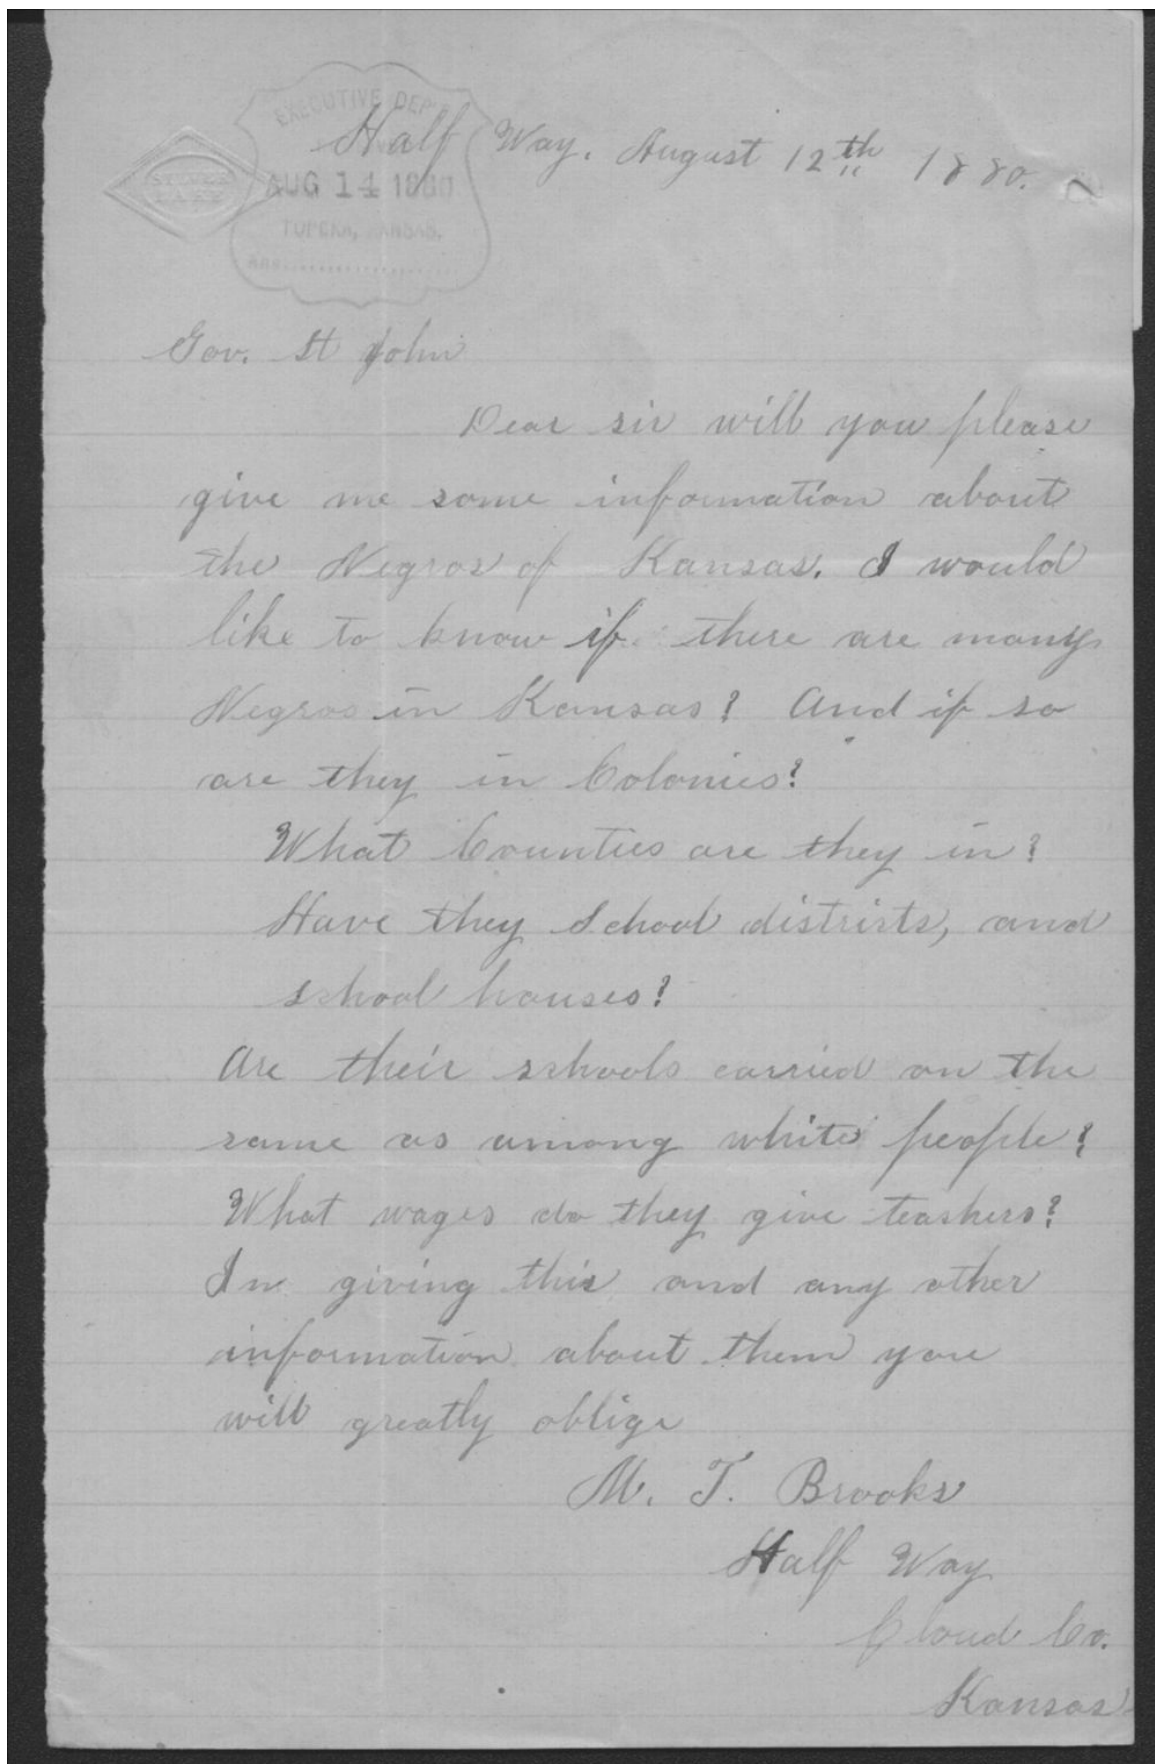 EXECUTIVE DEP'T
Half Way. August 12th 1880.
AUG 14 1880
TOPEKA, KANSAS.
Gov. St John
Dear sir will you please
give me some information about
the Negros of Kansas. I would
like to know if there are many
Negros in Kansas? And if so
are they in Colonies?
What Counties are they in?
Have they School districts, and
school houses?
Are their schools carried on the
same as among white people?
What wages do they give teachers?
In giving this and any other
information about them you
will greatly oblige
M. T. Brooks
Half Way
Cloud Co.
Kansas